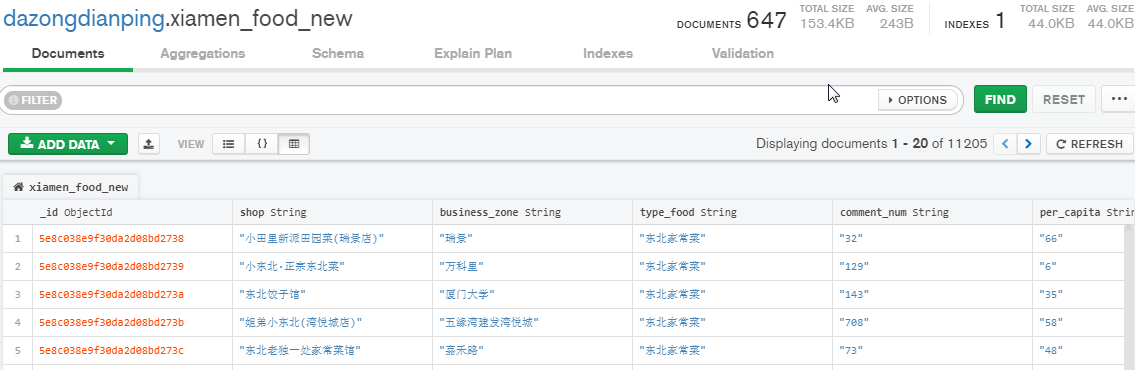 dazongdianping.xiamen_food_new
DOCUMENTS 647 TOTAL SIZE 153.4KB AVG. SIZE 243B INDEXES 1 TOTAL SIZE 44.0KB AVG. SIZE 44.0KB
Documents Aggregations Schema Explain Plan Indexes Validation
FILTER OPTIONS FIND RESET ...
ADD DATA VIEW {} Displaying documents 1 - 20 of 11205 < > REFRESH
xiamen_food_new
_id ObjectId shop String business_zone String type_food String comment_num String per_capita Strin
1 5e8c038e9f30da2d08bd2738 "小田里新派田园菜(瑞景店)" "瑞景" "东北家常菜" "32" "66"
2 5e8c038e9f30da2d08bd2739 "小东北·正宗东北菜" "万科里" "东北家常菜" "129" "6"
3 5e8c038e9f30da2d08bd273a "东北饺子馆" "厦门大学" "东北家常菜" "143" "35"
4 5e8c038e9f30da2d08bd273b "姐弟小东北(湾悦城店)" "五缘湾建发湾悦城" "东北家常菜" "708" "58"
5 5e8c038e9f30da2d08bd273c "东北老独一处家常菜馆" "嘉禾路" "东北家常菜" "73" "48"